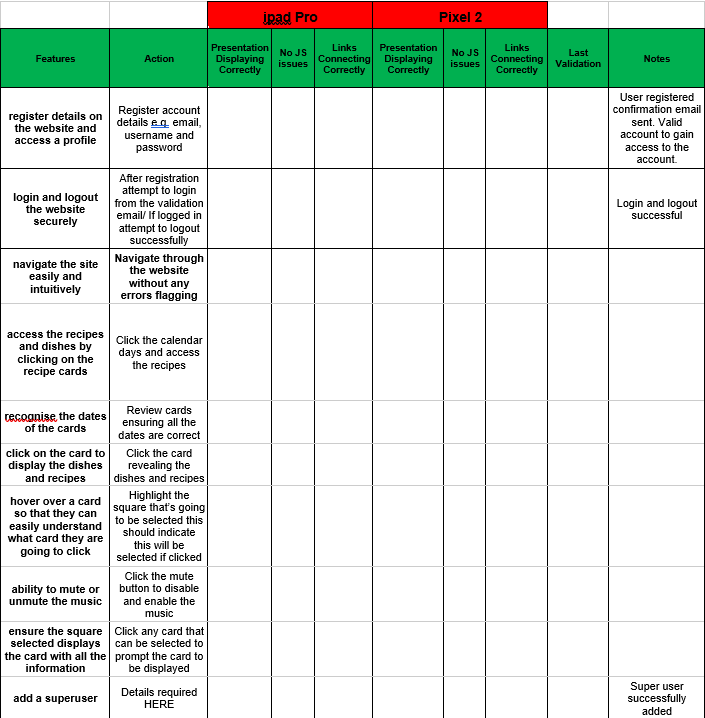 ipad Pro
Pixel 2
Features
Action
Presentation
Displaying
Correctly
No JS
issues
Links
Connecting
Correctly
Presentation
Displaying
Correctly
No JS
issues
Links
Connecting
Correctly
Last
Validation
Notes
register details on
the website and
access a profile
Register account
details e.g. email,
username and
password
User registered
confirmation email
sent. Valid
account to gain
access to the
account.
login and logout
the website
securely
After registration
attempt to login
from the validation
email/ If logged in
attempt to logout
successfully
Login and logout
successful
navigate the site
easily and
intuitively
Navigate through
the website
without any
errors flagging
access the recipes
and dishes by
clicking on the
recipe cards
Click the calendar
days and access
the recipes
recognise the dates
of the cards
Review cards
ensuring all the
dates are correct
click on the card to
display the dishes
and recipes
Click the card
revealing the
dishes and recipes
hover over a card
so that they can
easily understand
what card they are
going to click
Highlight the
square that's going
to be selected this
should indicate
this will be
selected if clicked
ability to mute or
unmute the music
Click the mute
button to disable
and enable the
music
ensure the square
selected displays
the card with all the
information
Click any card that
can be selected to
prompt the card to
be displayed
add a superuser
Details required
HERE
Super user
successfully
added